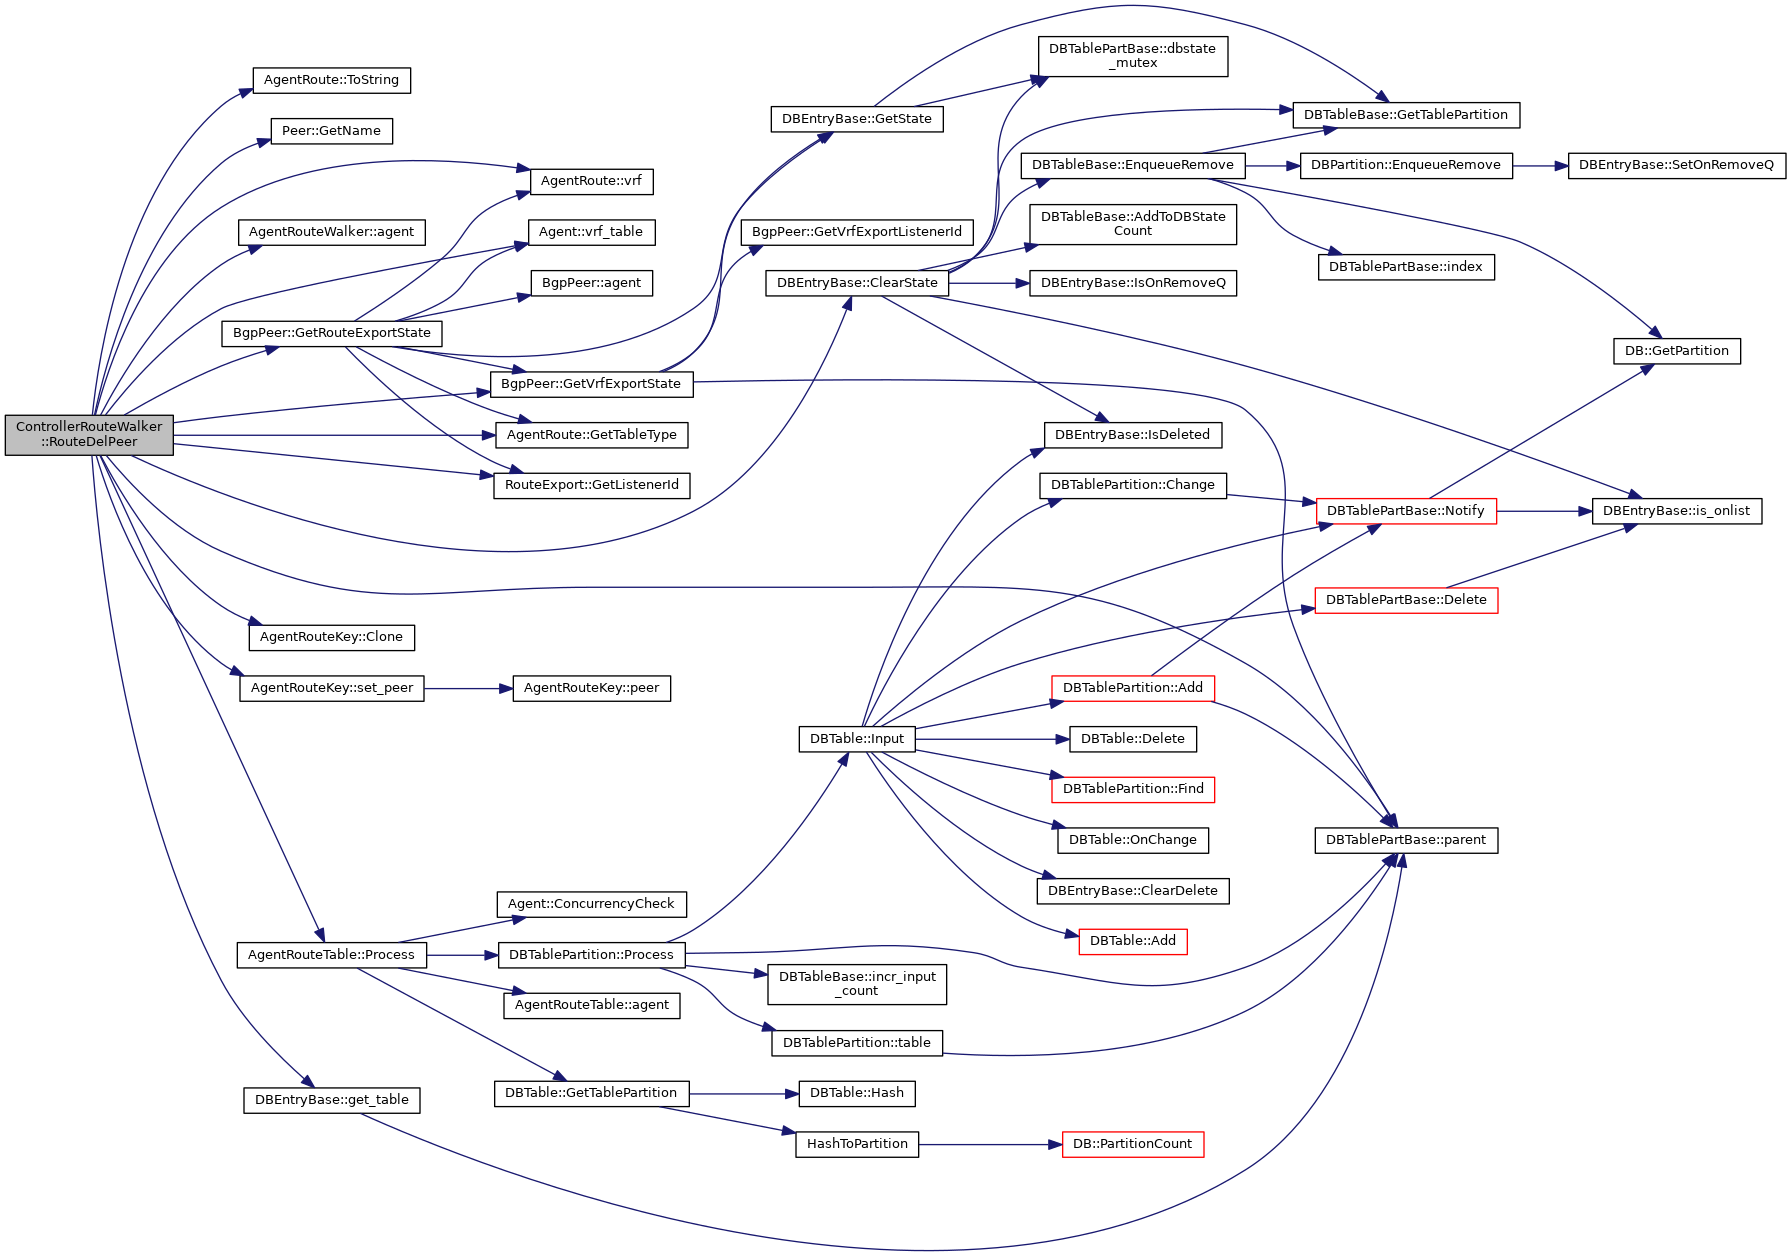 ControllerRouteWalker
::RouteDelPeer
AgentRoute::ToString
Peer::GetName
AgentRoute::vrf
AgentRouteWalker::agent
Agent::vrf_table
BgpPeer::agent
BgpPeer::GetRouteExportState
BgpPeer::GetVrfExportState
AgentRoute::GetTableType
RouteExport::GetListenerId
AgentRouteKey::Clone
AgentRouteKey::set_peer
AgentRouteKey::peer
AgentRouteTable::Process
Agent::ConcurrencyCheck
DBTablePartition::Process
AgentRouteTable::agent
DBTable::GetTablePartition
DBEntryBase::get_table
DBEntryBase::GetState
BgpPeer::GetVrfExportListenerId
DBEntryBase::ClearState
DBTable::Input
DBTableBase::incr_input
_count
DBTablePartition::table
DBTable::Hash
HashToPartition
DBTablePartBase::dbstate
_mutex
DBTableBase::EnqueueRemove
DBTableBase::AddToDBState
Count
DBEntryBase::IsOnRemoveQ
DBEntryBase::IsDeleted
DBTablePartition::Change
DBTablePartition::Add
DBTable::Delete
DBTablePartition::Find
DBTable::OnChange
DBEntryBase::ClearDelete
DBTable::Add
DB::PartitionCount
DBTableBase::GetTablePartition
DBPartition::EnqueueRemove
DBTablePartBase::index
DBTablePartBase::Notify
DBTablePartBase::Delete
DBTablePartBase::parent
DBEntryBase::SetOnRemoveQ
DB::GetPartition
DBEntryBase::is_onlist